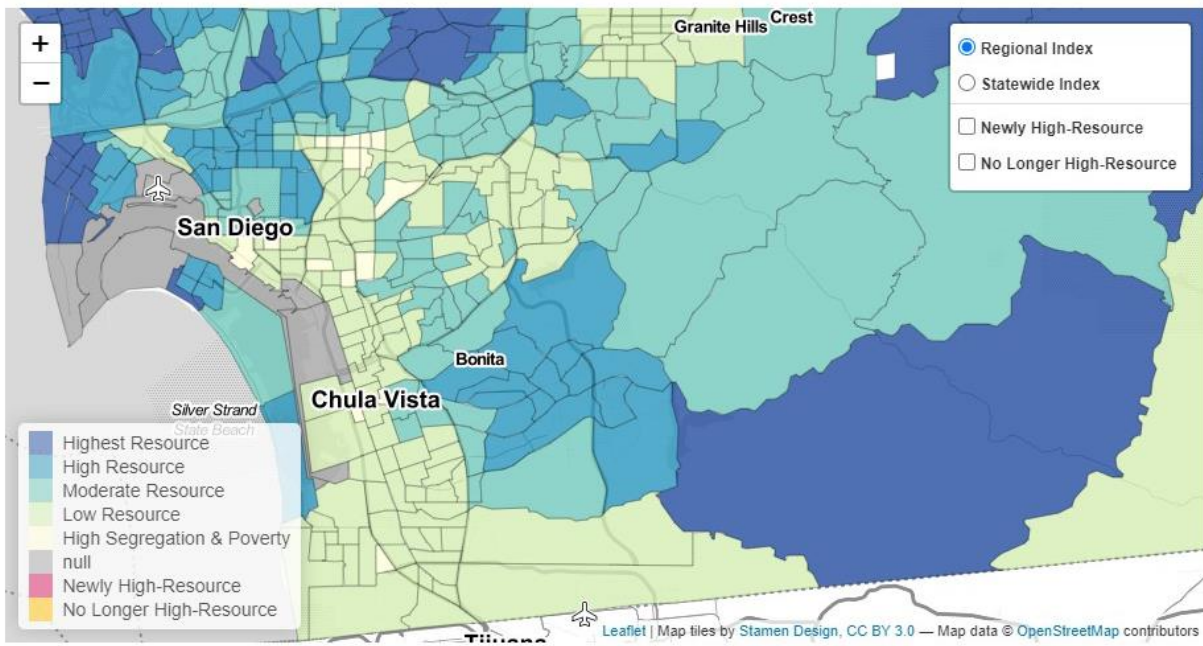 +
−
Granite Hills
Crest
Regional Index
Statewide Index
Newly High-Resource
No Longer High-Resource
San Diego
Bonita
Chula Vista
Silver Strand
State Beach
Highest Resource
High Resource
Moderate Resource
Low Resource
High Segregation & Poverty
null
Newly High-Resource
No Longer High-Resource
Tijuana
Leaflet | Map tiles by Stamen Design, CC BY 3.0 — Map data © OpenStreetMap contributors